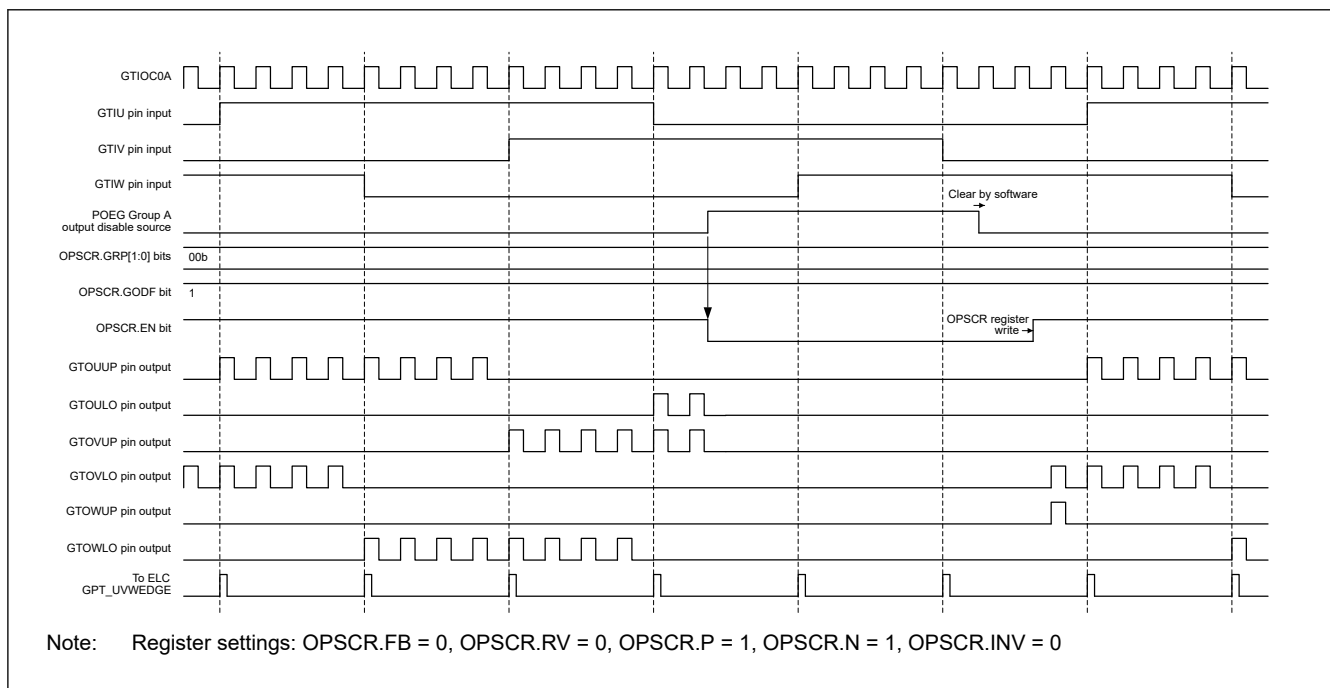 GTIOC0A
GTIU pin input
GTIV pin input
GTIW pin input
Clear by software
POEG Group A
output disable source
OPSCR.GRP[1:0] bits
00b
OPSCR.GODF bit
1
OPSCR.EN bit
OPSCR register
write
GTOUUP pin output
GTOULO pin output
GTOVUP pin output
GTOVLO pin output
GTOWUP pin output
GTOWLO pin output
To ELC
GPT_UVWEDGE
Note: Register settings: OPSCR.FB = 0, OPSCR.RV = 0, OPSCR.P = 1, OPSCR.N = 1, OPSCR.INV = 0